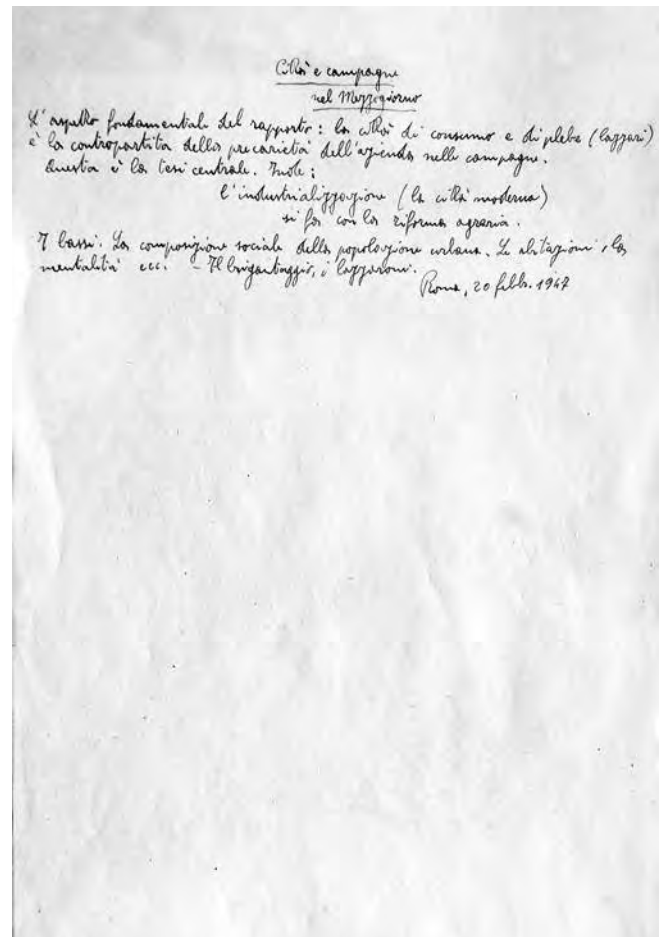 Città e campagne
nel Mezzogiorno
L'aspetto fondamentale del rapporto: la città di consumo e di plebe (lazzari)
è la contropartita della precarietà dell'azienda nelle campagne.
Questa è la tesi centrale. Inoltre:
l'industrializzazione (la città moderna)
si fa con la riforma agraria.
I bassi. La composizione sociale della popolazione urbana. Le abitazioni, la
mentalità ecc. – Il brigantaggio, i lazzaroni.
Roma, 20 febbr. 1947